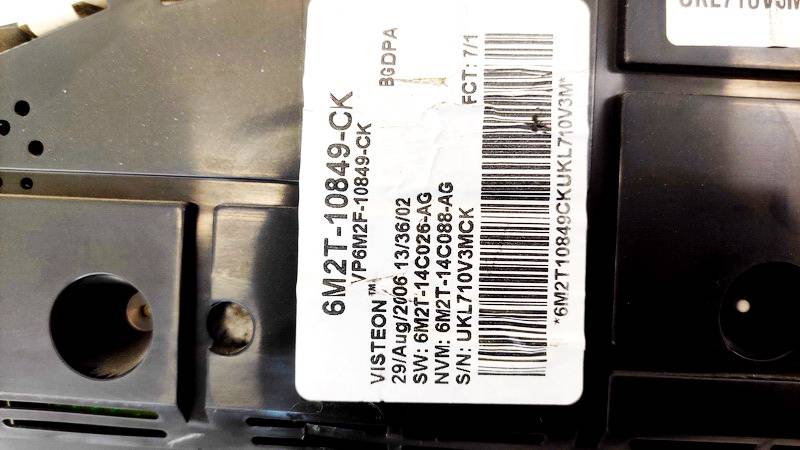 6M2T-10849-CK
VP6M2F-10849-CK
BGDPA
VISTEON™
29/Aug/2006 13/36/02
SW: 6M2T-14C026-AG
NVM: 6M2T-14C088-AG
S/N: UKL710V3MCK
FCT: 7/1
*6M2T10849CKUKL710V3M*